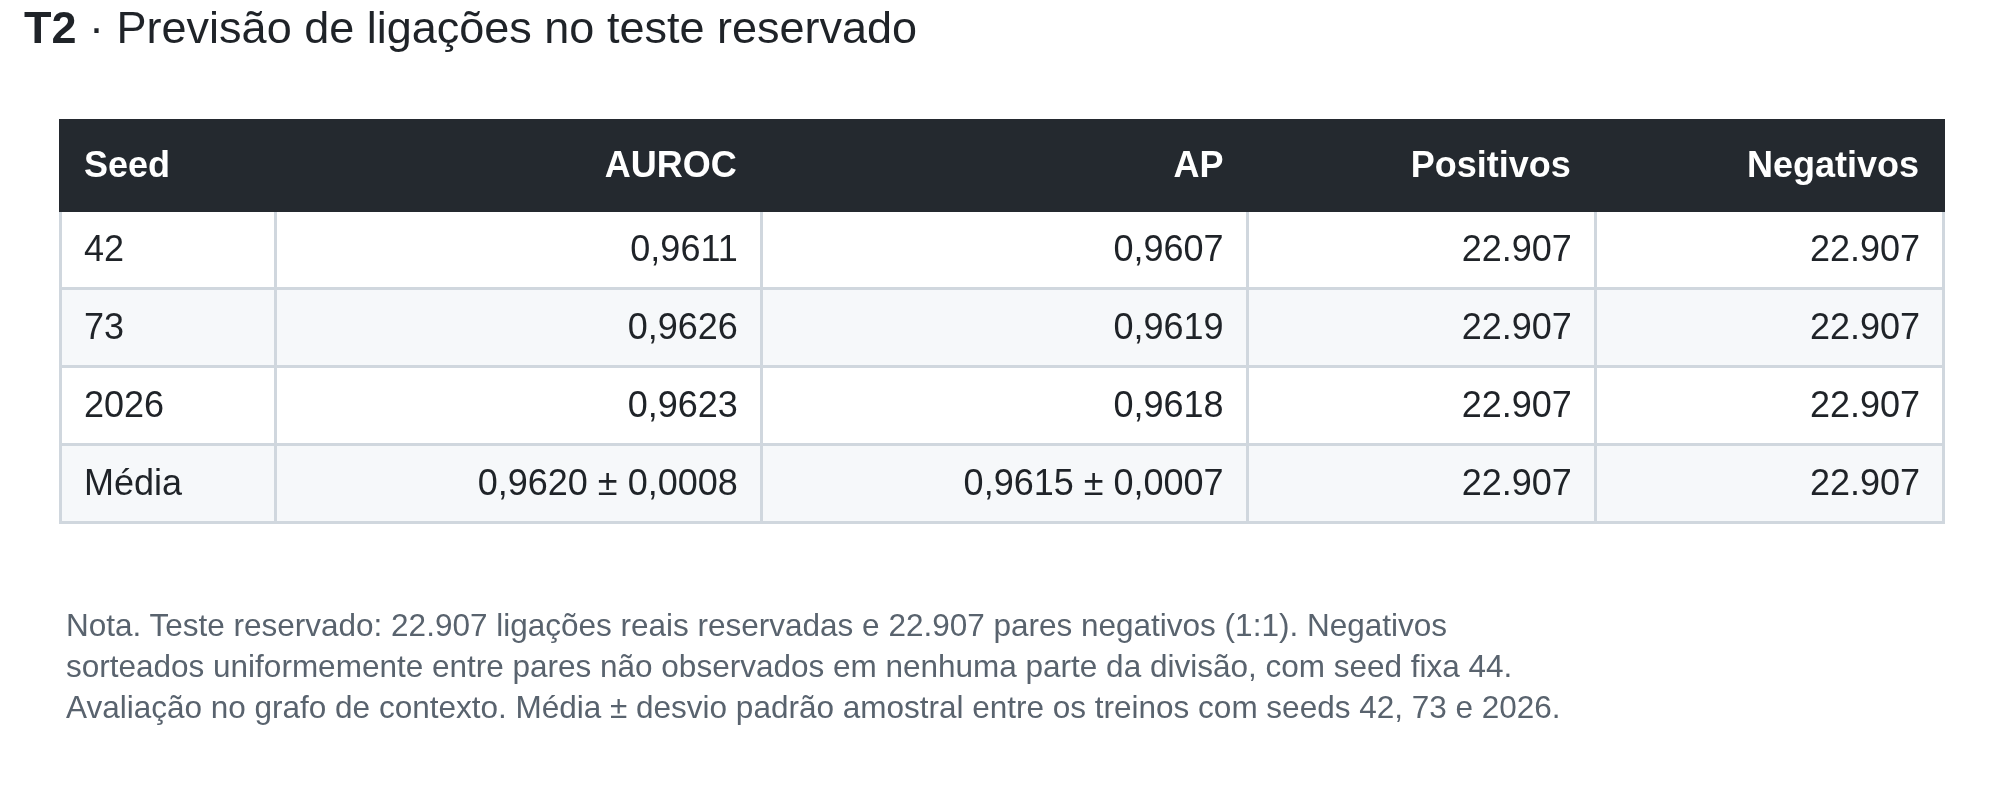 T2 · Previsão de ligações no teste reservado
Seed AUROC AP Positivos Negativos
42 0,9611 0,9607 22.907 22.907
73 0,9626 0,9619 22.907 22.907
2026 0,9623 0,9618 22.907 22.907
Média 0,9620 ± 0,0008 0,9615 ± 0,0007 22.907 22.907
Nota. Teste reservado: 22.907 ligações reais reservadas e 22.907 pares negativos (1:1). Negativos
sorteados uniformemente entre pares não observados em nenhuma parte da divisão, com seed fixa 44.
Avaliação no grafo de contexto. Média ± desvio padrão amostral entre os treinos com seeds 42, 73 e 2026.